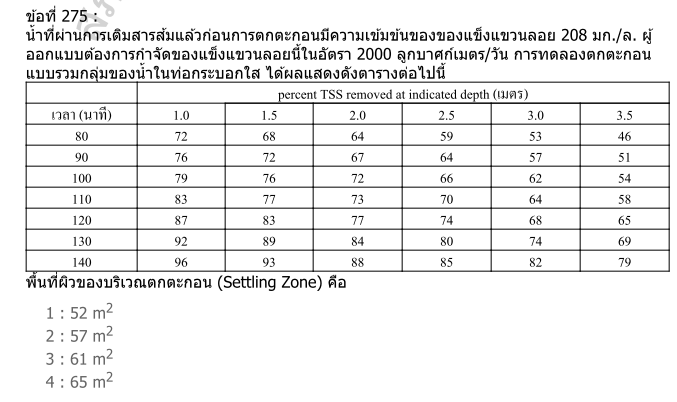 ข้อที่ 275 :
น้ำที่ผ่านการเติมสารส้มแล้วก่อนการตกตะกอนมีความเข้มข้นของของแข็งแขวนลอย 208 มก./ล. ผู้
ออกแบบต้องการกำจัดของแข็งแขวนลอยนี้ในอัตรา 2000 ลูกบาศก์เมตร/วัน การทดลองตกตะกอน
แบบรวมกลุ่มของน้ำในท่อกระบอกใส ได้ผลแสดงดังตารางต่อไปนี้
percent TSS removed at indicated depth (เมตร)
เวลา (นาที) 1.0 1.5 2.0 2.5 3.0 3.5
80 72 68 64 59 53 46
90 76 72 67 64 57 51
100 79 76 72 66 62 54
110 83 77 73 70 64 58
120 87 83 77 74 68 65
130 92 89 84 80 74 69
140 96 93 88 85 82 79
พื้นที่ผิวของบริเวณตกตะกอน (Settling Zone) คือ
1 : 52 m²
2 : 57 m²
3 : 61 m²
4 : 65 m²